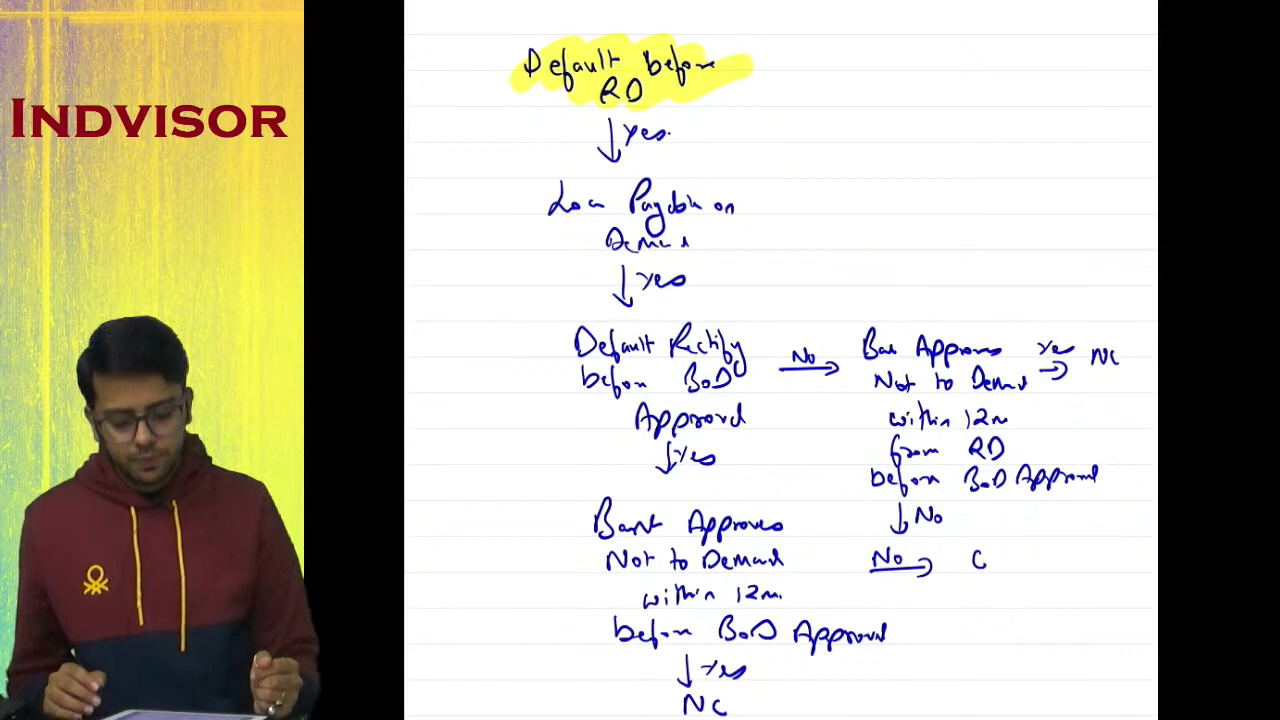 INDVISOR
Default before
RD
Yes.
Loan Payable on
Demand
Yes
Default Rectify
before BoD
Approval
No
Bank Approves
Not to Demand
within 12m
from RD
before BoD Approval
Yes
NC
No
Yes
Bank Approves
Not to Demand
within 12m.
before BoD Approval
No
C
Yes
NC